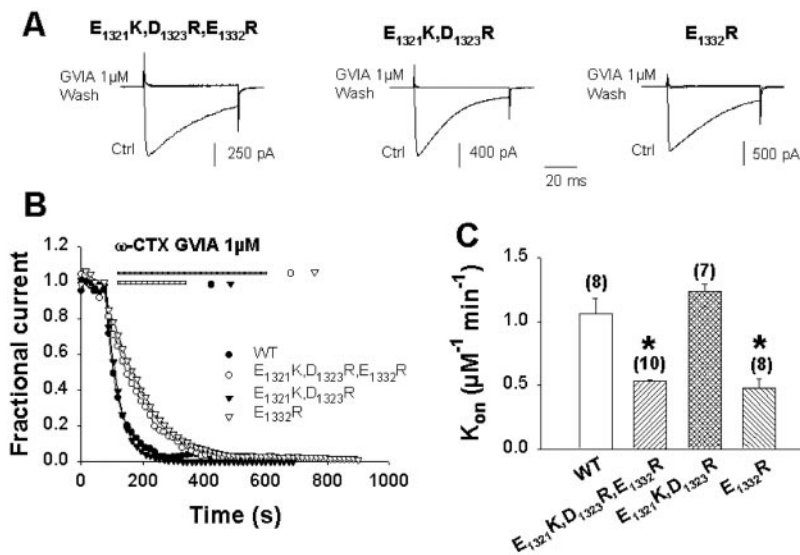 A
E1321K,D1323R,E1332R
E1321K,D1323R
E1332R
GVIA 1µM
Wash
Ctrl
250 pA
GVIA 1µM
Wash
Ctrl
400 pA
20 ms
GVIA 1µM
Wash
Ctrl
500 pA
B
ω-CTX GVIA 1µM
Fractional current
1.2
1.0
0.8
0.6
0.4
0.2
0.0
WT
E1321K,D1323R,E1332R
E1321K,D1323R
E1332R
0 200 400 600 800 1000
Time (s)
C
Kon (µM-1 min-1)
1.5
1.0
0.5
0.0
(8)
*
(10)
(7)
*
(8)
WT
E1321K,D1323R,E1332R
E1321K,D1323R
E1332R